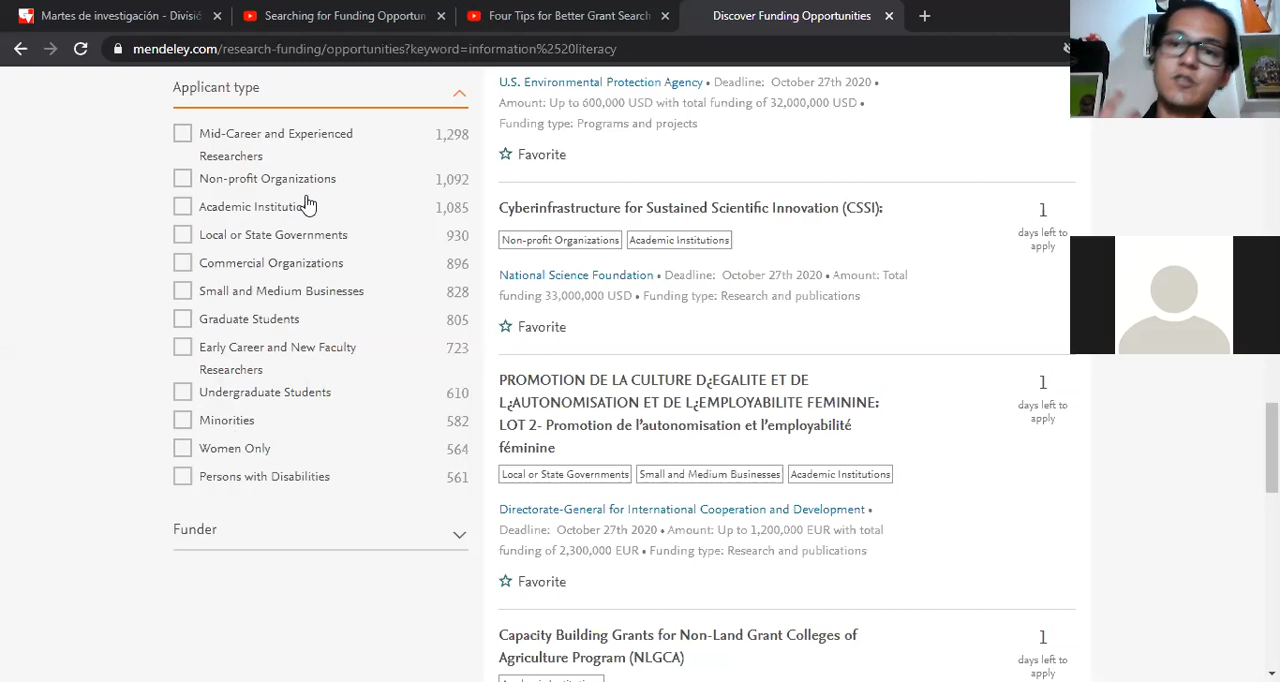 Martes de investigación - Divisió
Searching for Funding Opportun
Four Tips for Better Grant Search
Discover Funding Opportunities
mendeley.com/research-funding/opportunities?keyword=information%2520literacy
Applicant type
Mid-Career and Experienced Researchers 1,298
Non-profit Organizations 1,092
Academic Institutio 1,085
Local or State Governments 930
Commercial Organizations 896
Small and Medium Businesses 828
Graduate Students 805
Early Career and New Faculty Researchers 723
Undergraduate Students 610
Minorities 582
Women Only 564
Persons with Disabilities 561
Funder
U.S. Environmental Protection Agency • Deadline: October 27th 2020 •
Amount: Up to 600,000 USD with total funding of 32,000,000 USD •
Funding type: Programs and projects
Favorite
Cyberinfrastructure for Sustained Scientific Innovation (CSSI):
Non-profit Organizations Academic Institutions
1
days left to
apply
National Science Foundation • Deadline: October 27th 2020 • Amount: Total
funding 33,000,000 USD • Funding type: Research and publications
Favorite
PROMOTION DE LA CULTURE D¿EGALITE ET DE
L¿AUTONOMISATION ET DE L¿EMPLOYABILITE FEMININE:
LOT 2- Promotion de l'autonomisation et l'employabilité
féminine
1
days left to
apply
Local or State Governments Small and Medium Businesses Academic Institutions
Directorate-General for International Cooperation and Development •
Deadline: October 27th 2020 • Amount: Up to 1,200,000 EUR with total
funding of 2,300,000 EUR • Funding type: Research and publications
Favorite
Capacity Building Grants for Non-Land Grant Colleges of
Agriculture Program (NLGCA)
1
days left to
apply